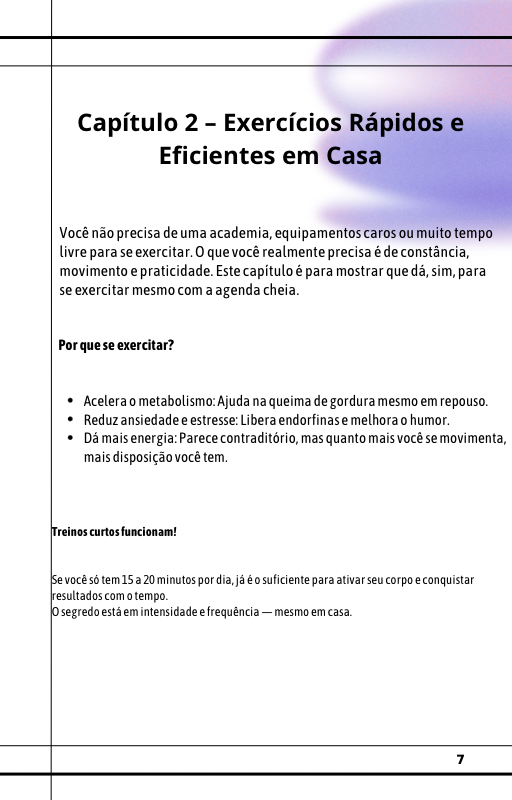 Capítulo 2 – Exercícios Rápidos e
Eficientes em Casa
Você não precisa de uma academia, equipamentos caros ou muito tempo
livre para se exercitar. O que você realmente precisa é de constância,
movimento e praticidade. Este capítulo é para mostrar que dá, sim, para
se exercitar mesmo com a agenda cheia.
Por que se exercitar?
• Acelera o metabolismo: Ajuda na queima de gordura mesmo em repouso.
• Reduz ansiedade e estresse: Libera endorfinas e melhora o humor.
• Dá mais energia: Parece contraditório, mas quanto mais você se movimenta,
mais disposição você tem.
Treinos curtos funcionam!
Se você só tem 15 a 20 minutos por dia, já é o suficiente para ativar seu corpo e conquistar
resultados com o tempo.
O segredo está em intensidade e frequência — mesmo em casa.
7